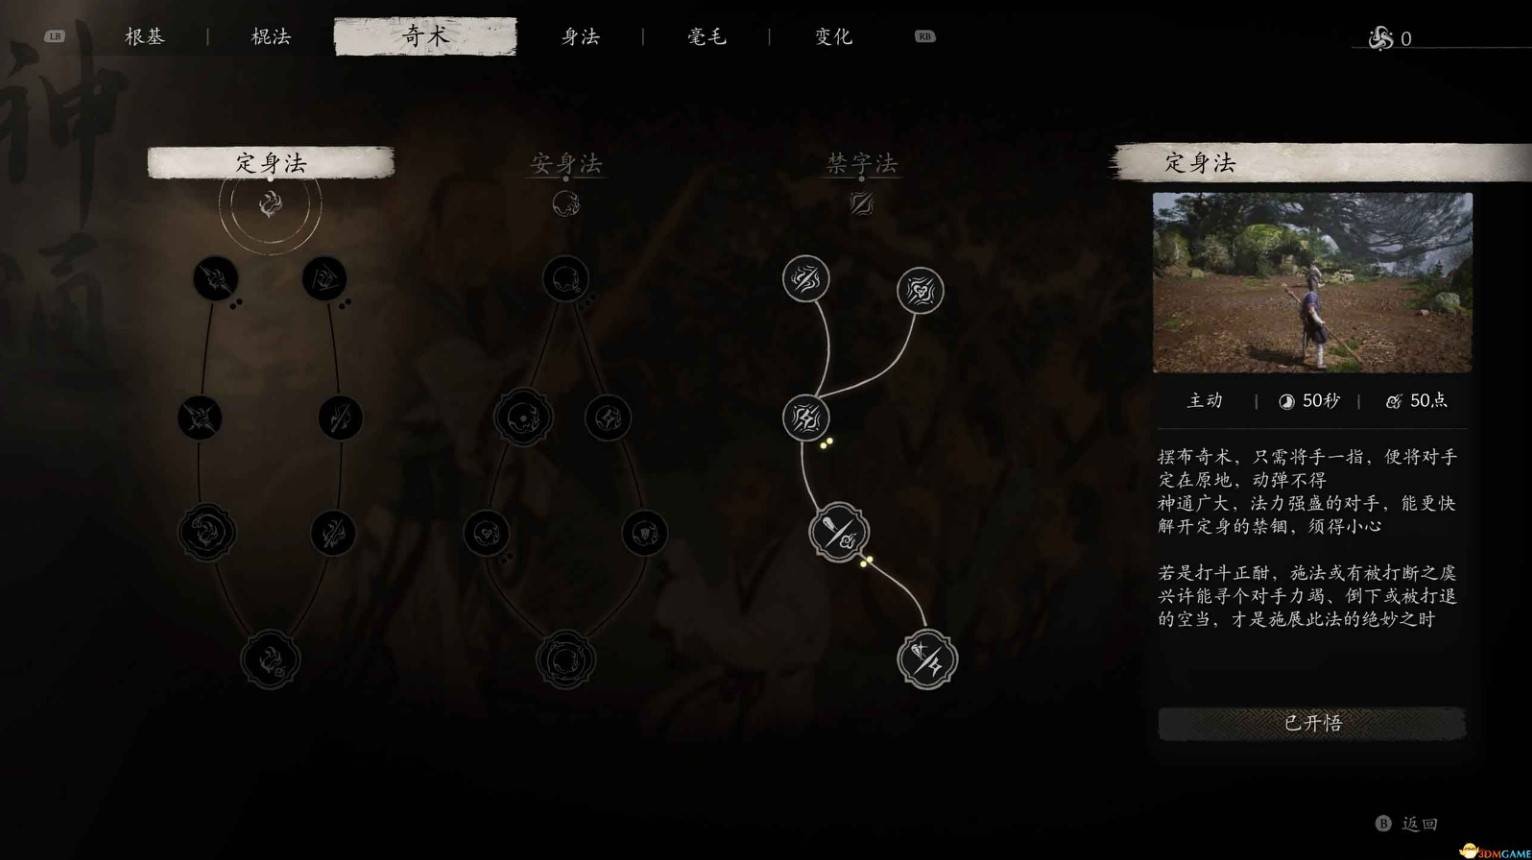 LB 根基 | 棍法 奇术 身法 | 毫毛 | 变化 RB
0
神通
定身法
安身法
禁字法
定身法
主动 | 50秒 | 50点
摆布奇术，只需将手一指，便将对手
定在原地，动弹不得
神通广大，法力强盛的对手，能更快
解开定身的禁锢，须得小心
若是打斗正酣，施法或有被打断之虞
兴许能寻个对手力竭、倒下或被打退
的空当，才是施展此法的绝妙之时
已开悟
B 返回
3DMGAME